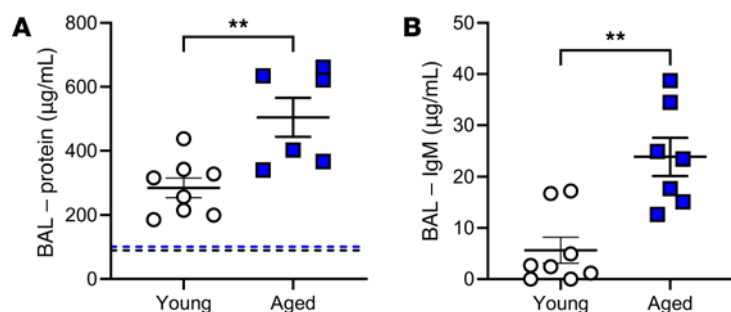 A
BAL – protein (µg/mL)
800
600
400
200
0
**
Young
Aged
B
BAL – IgM (µg/mL)
50
40
30
20
10
0
**
Young
Aged